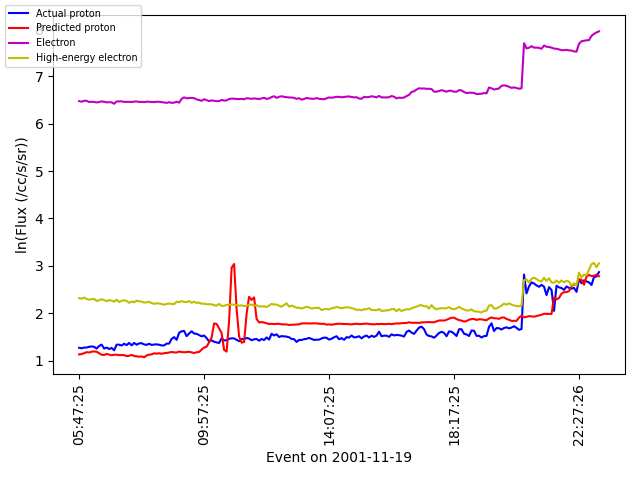 Actual proton
Predicted proton
Electron
High-energy electron
7
6
5
4
3
2
1
ln(Flux (/cc/s/sr))
05:47:25
09:57:25
14:07:25
18:17:25
22:27:26
Event on 2001-11-19